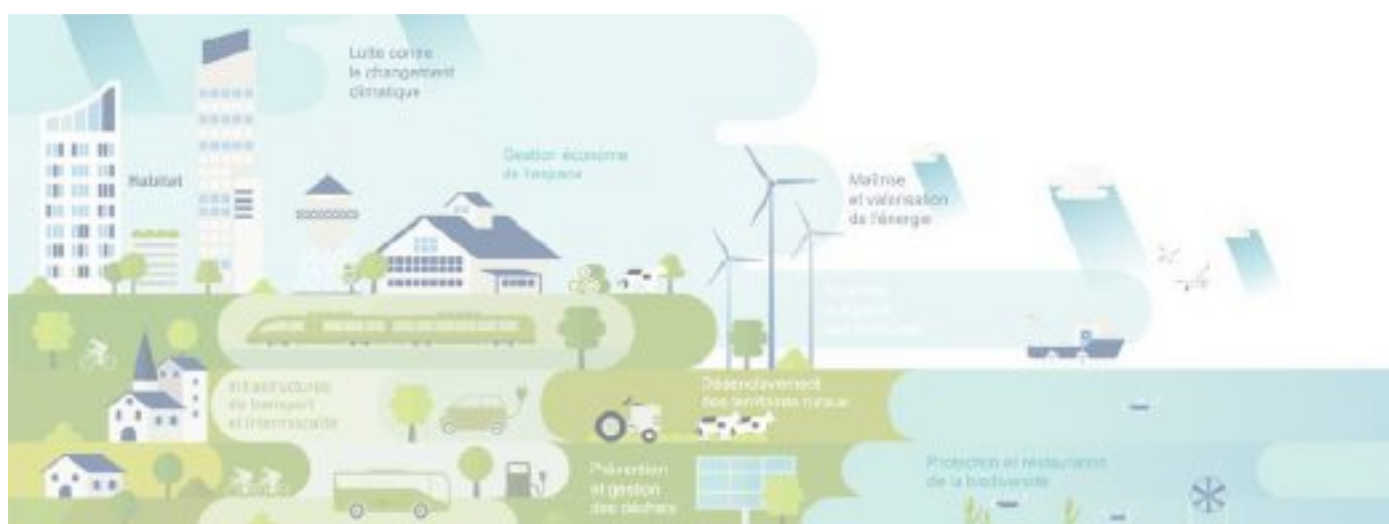 Lutte contre
le changement
climatique
Habitat
Gestion économe
de l'espace
Maîtrise
et valorisation
de l'énergie
Infrastructures
de transport
et intermodalité
Désenclavement
des territoires ruraux
Prévention
et gestion
des déchets
Protection et restauration
de la biodiversité